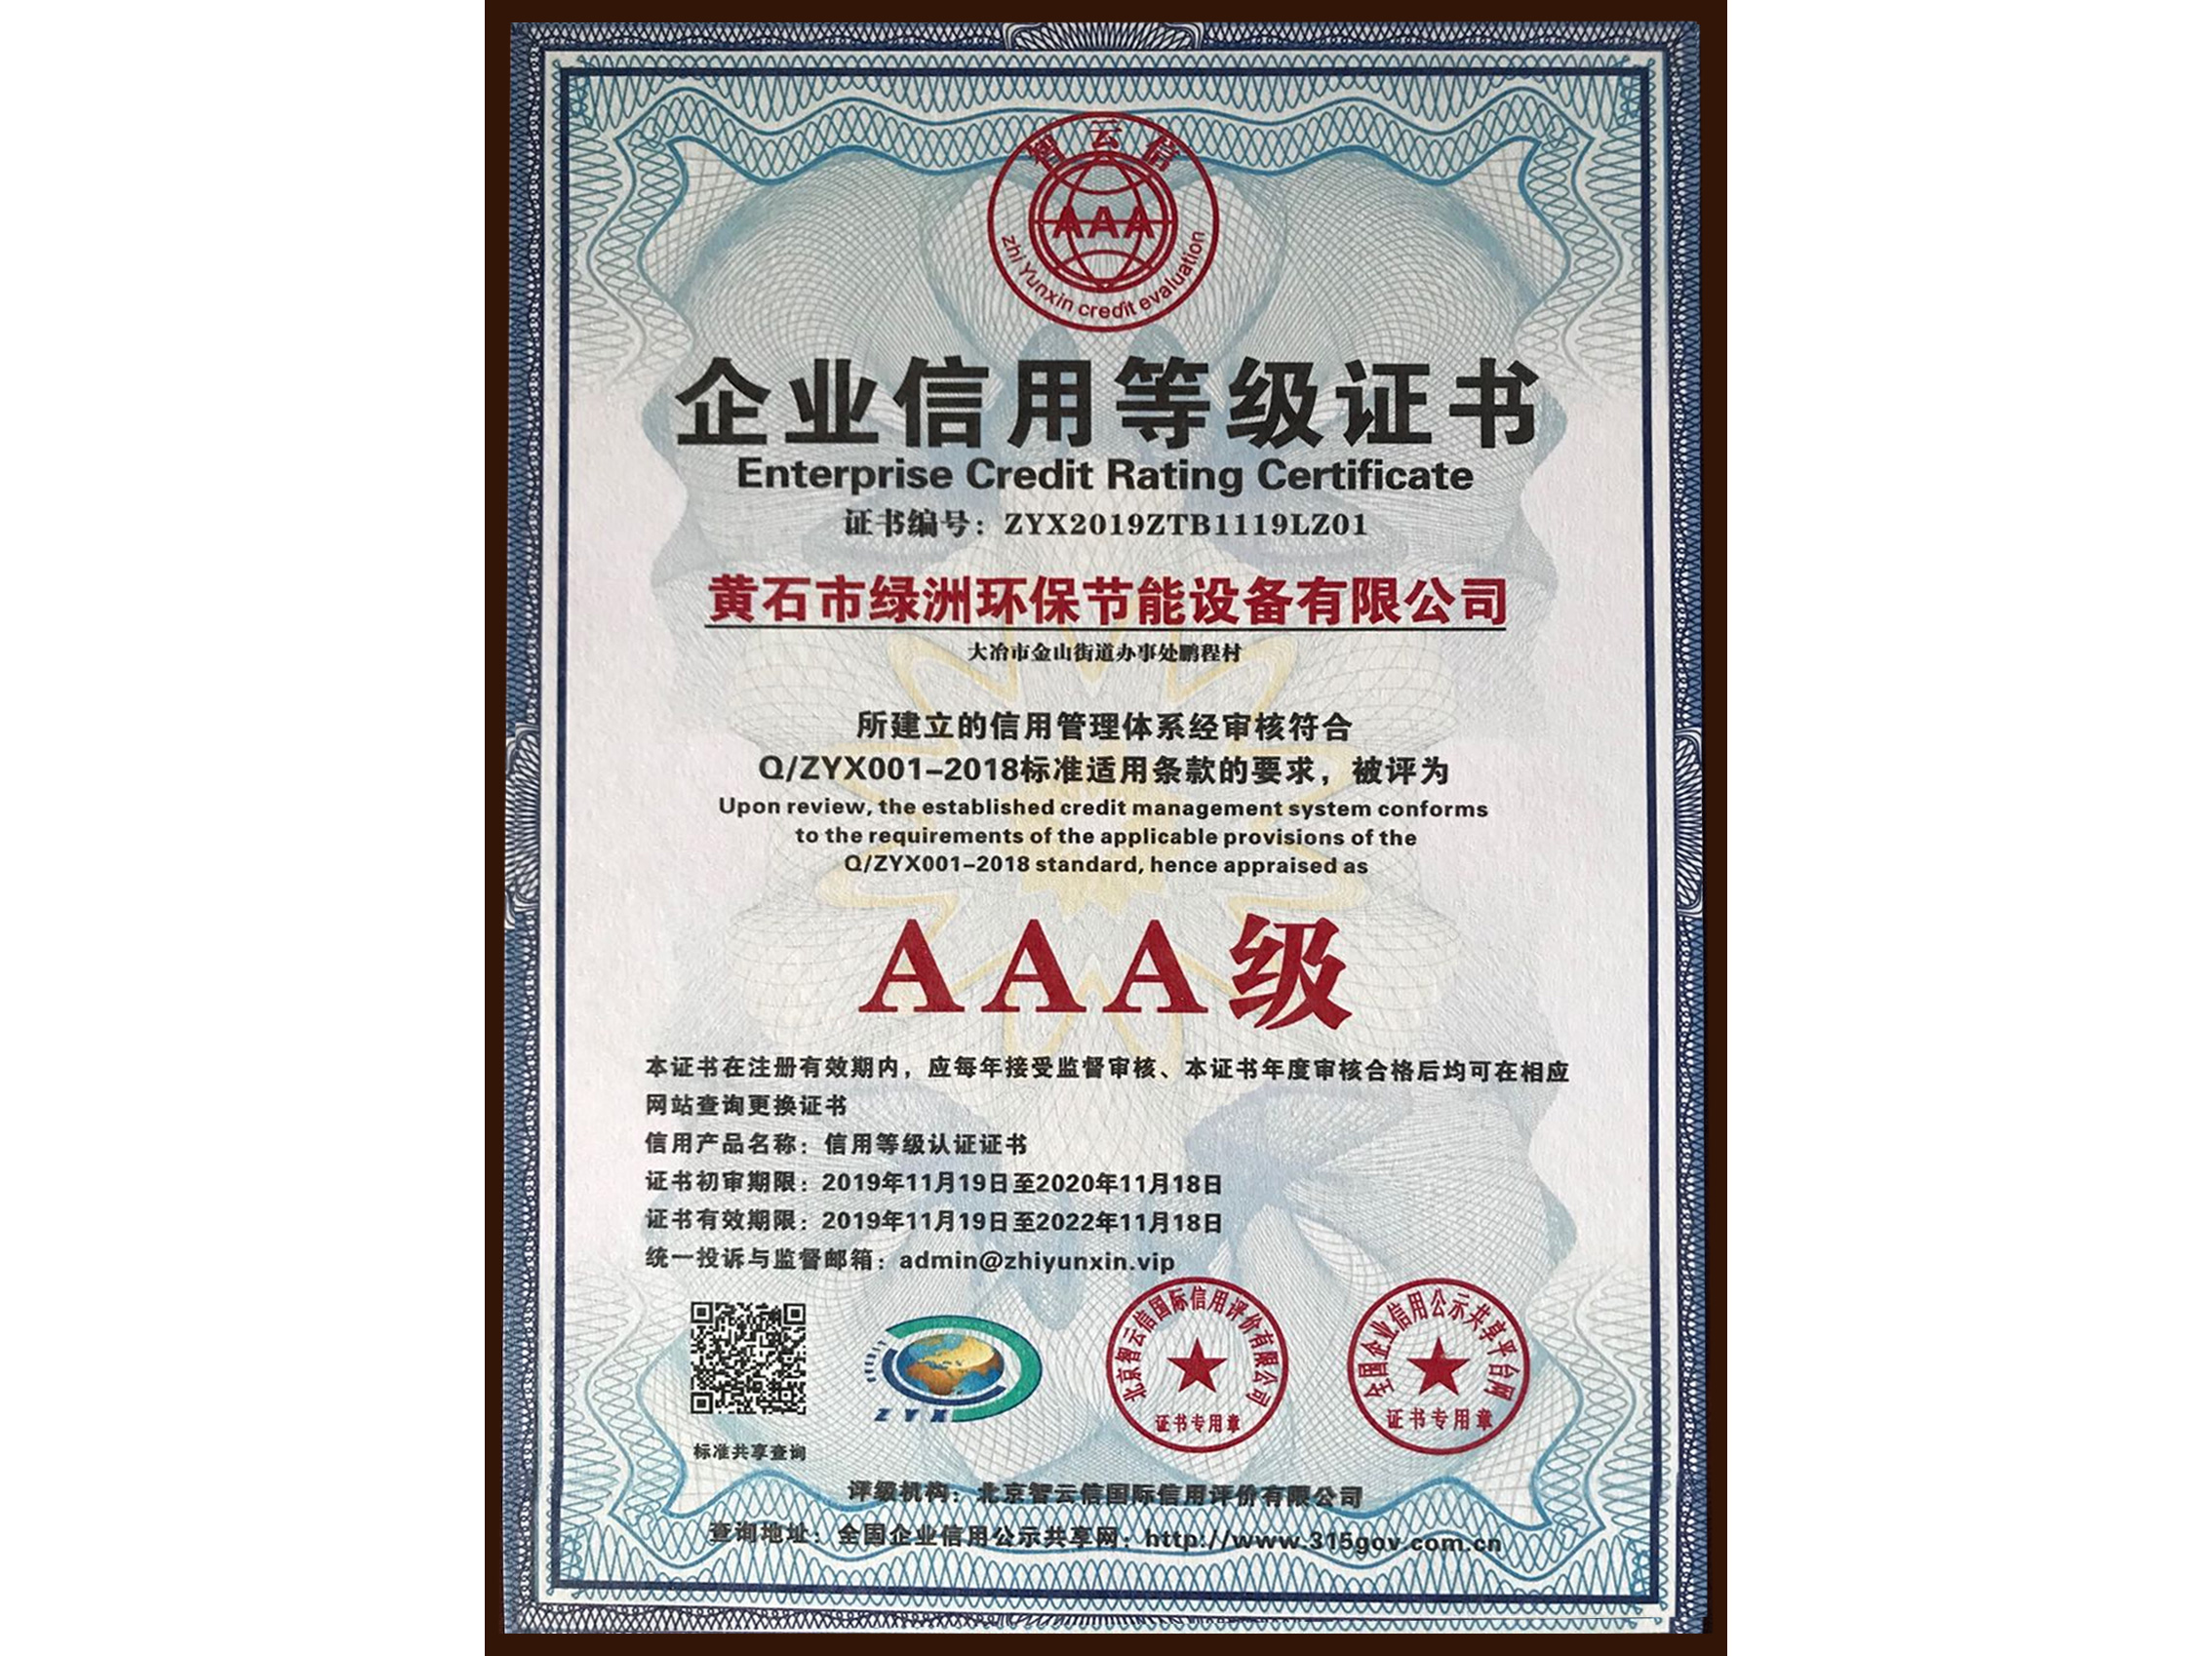 智云信
AAA
zhi Yunxin credit evaluation
企业信用等级证书
Enterprise Credit Rating Certificate
证书编号：ZYX2019ZTB1119LZ01
黄石市绿洲环保节能设备有限公司
大冶市金山街道办事处鹏程村
所建立的信用管理体系经审核符合
Q/ZYX001-2018标准适用条款的要求，被评为
Upon review, the established credit management system conforms
to the requirements of the applicable provisions of the
Q/ZYX001-2018 standard, hence appraised as
AAA级
本证书在注册有效期内，应每年接受监督审核、本证书年度审核合格后均可在相应
网站查询更换证书
信用产品名称：信用等级认证证书
证书初审期限：2019年11月19日至2020年11月18日
证书有效期限：2019年11月19日至2022年11月18日
统一投诉与监督邮箱：admin@zhiyunxin.vip
标准共享查询
ZYX
北京智云信国际信用评价有限公司
证书专用章
全国企业信用公示共享平台网
证书专用章
评级机构：北京智云信国际信用评价有限公司
查询地址：全国企业信用公示共享网：http://www.315gov.com.cn